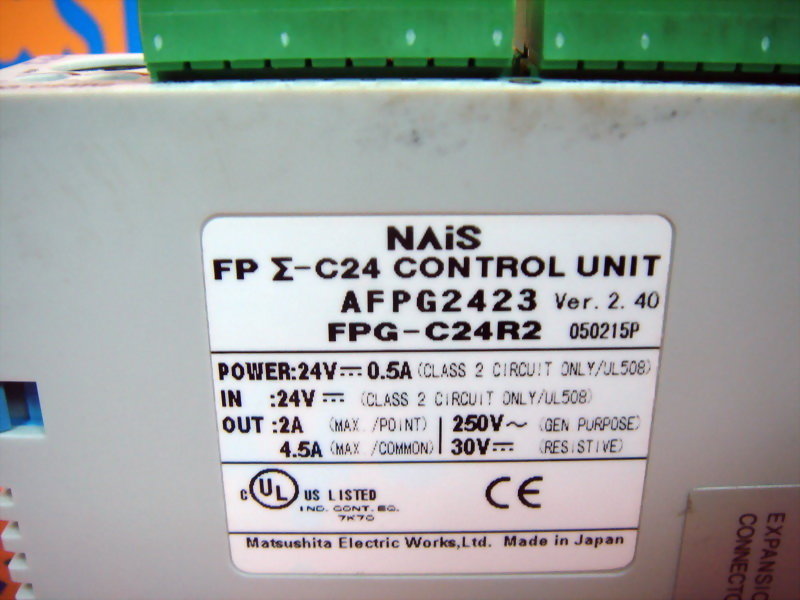 NAiS
FP Σ-C24 CONTROL UNIT
AFPG2423 Ver. 2. 40
FPG-C24R2 050215P
POWER:24V⎓ 0.5A (CLASS 2 CIRCUIT ONLY/UL508)
IN :24V⎓ (CLASS 2 CIRCUIT ONLY/UL508)
OUT :2A (MAX. /POINT) 250V~ (GEN PURPOSE)
4.5A (MAX. /COMMON) 30V⎓ (RESISTIVE)
C UL US LISTED CE
IND. CONT. EQ.
7K70
Matsushita Electric Works,Ltd. Made in Japan